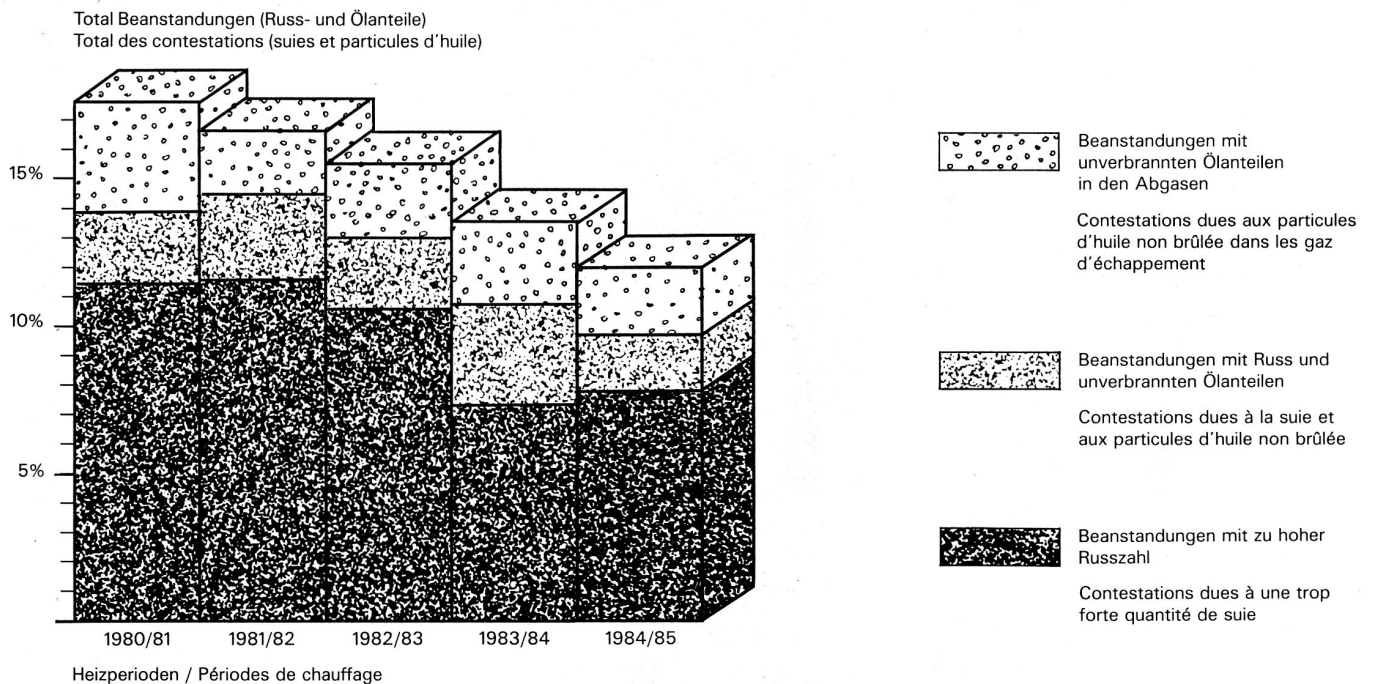 Total Beanstandungen (Russ- und Ölanteile)
Total des contestations (suies et particules d'huile)
15%
10%
5%
1980/81 1981/82 1982/83 1983/84 1984/85
Heizperioden / Périodes de chauffage
Beanstandungen mit
unverbrannten Ölanteilen
in den Abgasen
Contestations dues aux particules
d'huile non brûlée dans les gaz
d'échappement
Beanstandungen mit Russ und
unverbrannten Ölanteilen
Contestations dues à la suie et
aux particules d'huile non brûlée
Beanstandungen mit zu hoher
Russzahl
Contestations dues à une trop
forte quantité de suie